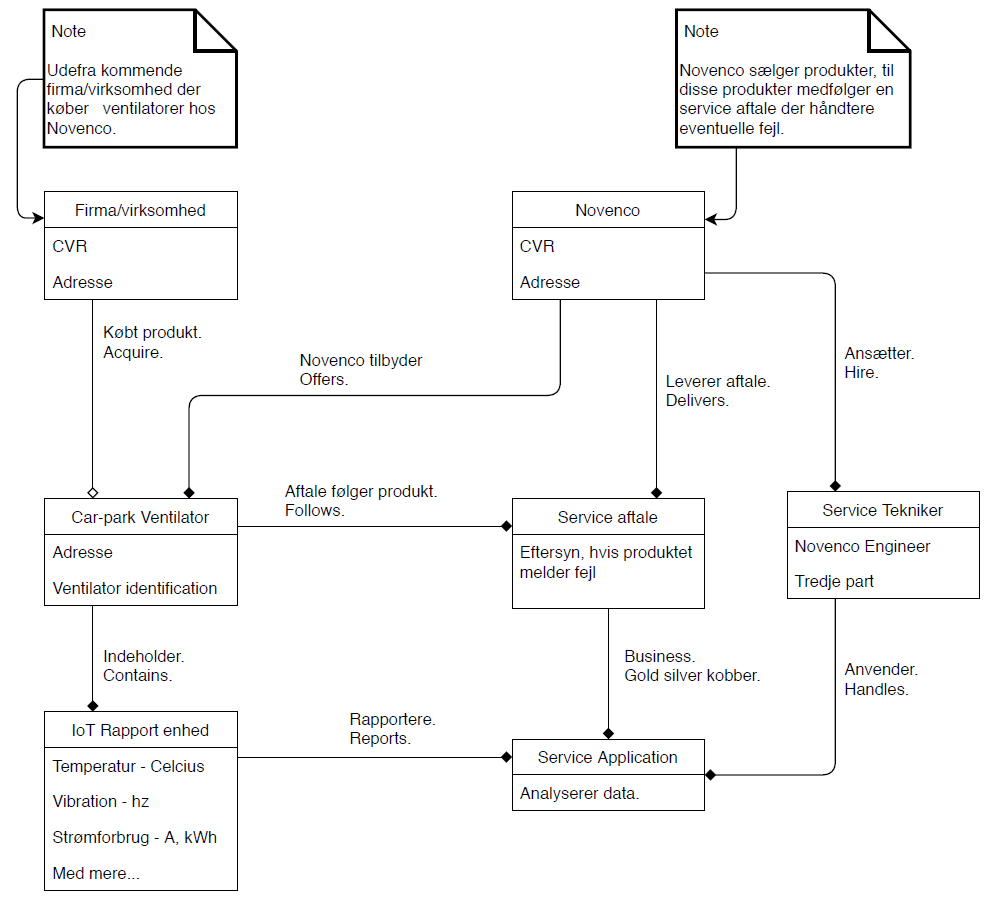 Note
Udefra kommende
firma/virksomhed der
køber ventilatorer hos
Novenco.
Note
Novenco sælger produkter, til
disse produkter medfølger en
service aftale der håndtere
eventuelle fejl.
Firma/virksomhed
CVR
Adresse
Novenco
CVR
Adresse
Købt produkt.
Acquire.
Novenco tilbyder
Offers.
Leverer aftale.
Delivers.
Ansætter.
Hire.
Car-park Ventilator
Adresse
Ventilator identification
Aftale følger produkt.
Follows.
Service aftale
Eftersyn, hvis produktet
melder fejl
Service Tekniker
Novenco Engineer
Tredje part
Indeholder.
Contains.
Business.
Gold silver kobber.
Anvender.
Handles.
IoT Rapport enhed
Temperatur - Celcius
Vibration - hz
Strømforbrug - A, kWh
Med mere...
Rapportere.
Reports.
Service Application
Analyserer data.